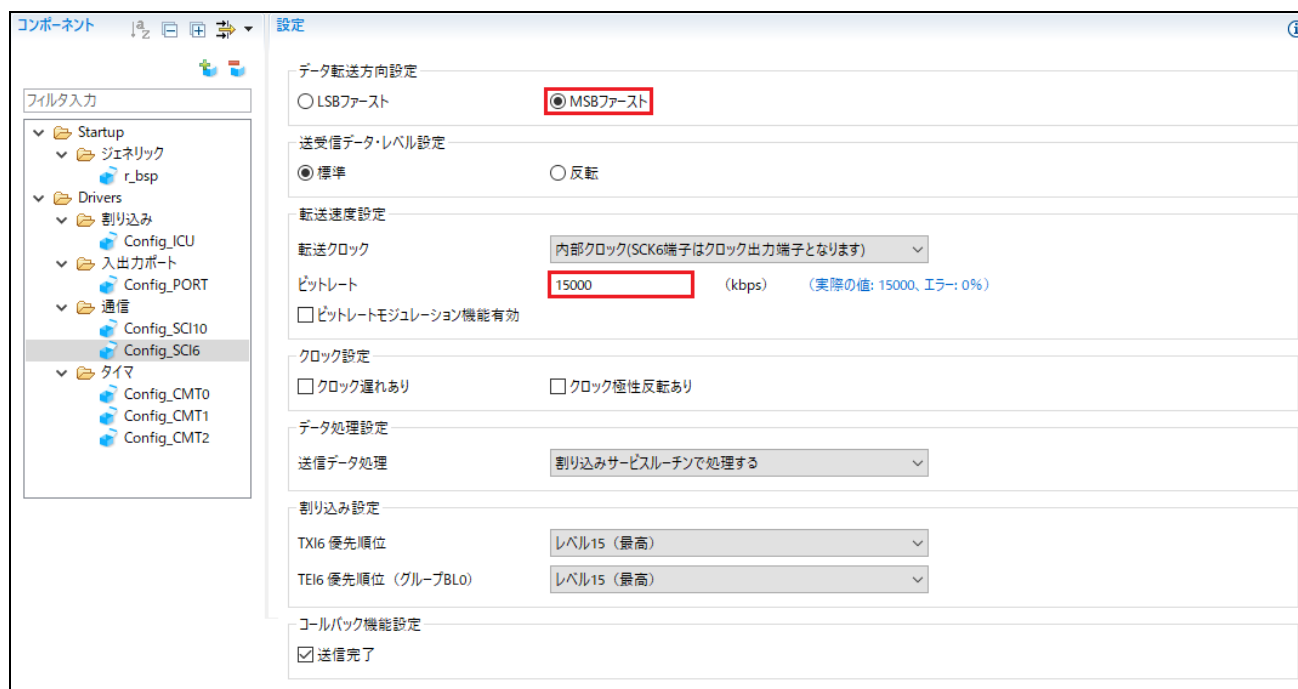 コンポーネント
フィルタ入力
Startup
ジェネリック
r_bsp
Drivers
割り込み
Config_ICU
入出力ポート
Config_PORT
通信
Config_SCI10
Config_SCI6
タイマ
Config_CMT0
Config_CMT1
Config_CMT2
設定
データ転送方向設定
LSBファースト MSBファースト
送受信データ・レベル設定
標準 反転
転送速度設定
転送クロック 内部クロック(SCK6端子はクロック出力端子となります)
ビットレート 15000 (kbps) (実際の値: 15000、エラー: 0%)
ビットレートモジュレーション機能有効
クロック設定
クロック遅れあり クロック極性反転あり
データ処理設定
送信データ処理 割り込みサービスルーチンで処理する
割り込み設定
TXI6 優先順位 レベル15（最高）
TEI6 優先順位（グループBL0） レベル15（最高）
コールバック機能設定
送信完了